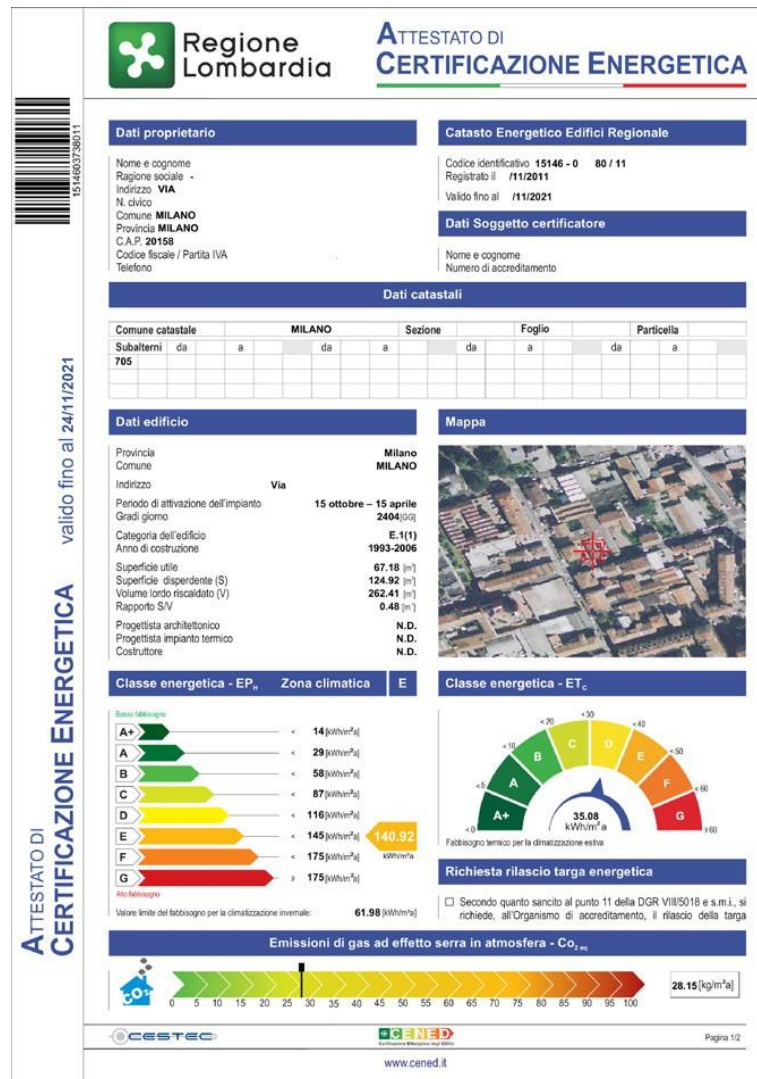 Regione
Lombardia
ATTESTATO DI
CERTIFICAZIONE ENERGETICA
1514603738011
ATTESTATO DI
CERTIFICAZIONE ENERGETICA valido fino al 24/11/2021
Dati proprietario
Nome e cognome
Ragione sociale -
Indirizzo VIA
N. civico
Comune MILANO
Provincia MILANO
C.A.P. 20158
Codice fiscale / Partita IVA
Telefono
Catasto Energetico Edifici Regionale
Codice identificativo 15146 - 0 80 / 11
Registrato il /11/2011
Valido fino al /11/2021
Dati Soggetto certificatore
Nome e cognome
Numero di accreditamento
Dati catastali
Comune catastale MILANO Sezione Foglio Particella
Subalterni da a da a da a da a
705
Dati edificio
Provincia Milano
Comune MILANO
Indirizzo Via
Periodo di attivazione dell'impianto 15 ottobre – 15 aprile
Gradi giorno 2404[GG]
Categoria dell'edificio E.1(1)
Anno di costruzione 1993-2006
Superficie utile 67.18 [m²]
Superficie disperdente (S) 124.92 [m²]
Volume lordo riscaldato (V) 262.41 [m³]
Rapporto S/V 0.48
Progettista architettonico N.D.
Progettista impianto termico N.D.
Costruttore N.D.
Mappa
Classe energetica - EPH Zona climatica E
Basso fabbisogno
A+ < 14 [kWh/m²a]
A < 29 [kWh/m²a]
B < 58 [kWh/m²a]
C < 87 [kWh/m²a]
D < 116 [kWh/m²a]
E < 145 [kWh/m²a] 140.92
F < 175 [kWh/m²a] kWh/m²a
G ≥ 175 [kWh/m²a]
Alto fabbisogno
Valore limite del fabbisogno per la climatizzazione invernale: 61.98 [kWh/m²a]
Classe energetica - ETC
<0 <5 <10 <20 <30 <40 <50 <60 ≥60
A+ A B C D E F G
35.08
kWh/m²a
Fabbisogno termico per la climatizzazione estiva
Richiesta rilascio targa energetica
Secondo quanto sancito al punto 11 della DGR VIII/5018 e s.m.i., si
richiede, all'Organismo di accreditamento, il rilascio della targa
Emissioni di gas ad effetto serra in atmosfera - Co2 eq
CO2
0 5 10 15 20 25 30 35 40 45 50 55 60 65 70 75 80 85 90 95 100
28.15 [kg/m²a]
CESTEC
CENED
Certificazione ENergetica degli EDifici
Pagina 1/2
www.cened.it